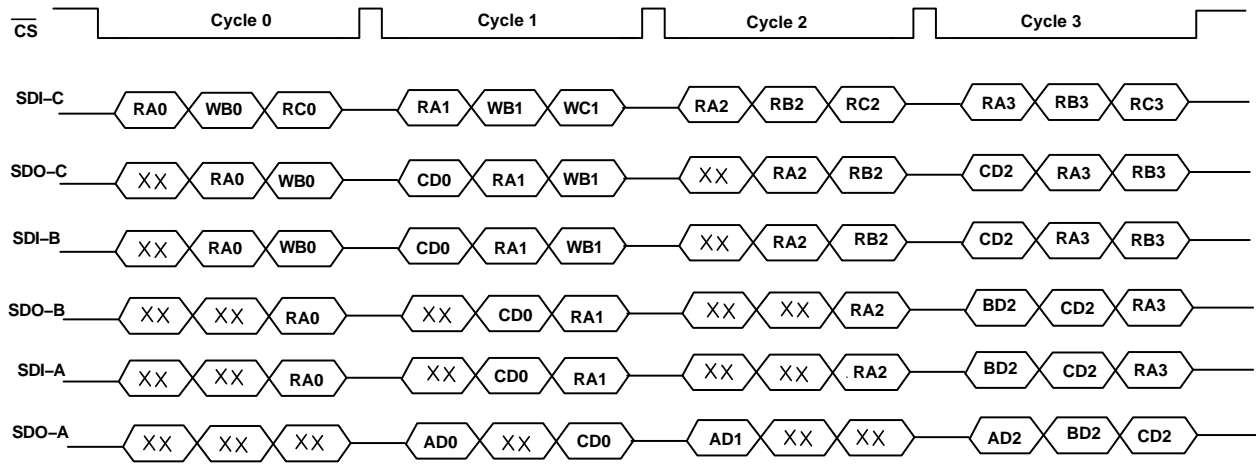 CS Cycle 0 Cycle 1 Cycle 2 Cycle 3
SDI–C RA0 WB0 RC0 RA1 WB1 WC1 RA2 RB2 RC2 RA3 RB3 RC3
SDO–C XX RA0 WB0 CD0 RA1 WB1 XX RA2 RB2 CD2 RA3 RB3
SDI–B XX RA0 WB0 CD0 RA1 WB1 XX RA2 RB2 CD2 RA3 RB3
SDO–B XX XX RA0 XX CD0 RA1 XX XX RA2 BD2 CD2 RA3
SDI–A XX XX RA0 XX CD0 RA1 XX XX RA2 BD2 CD2 RA3
SDO–A XX XX XX AD0 XX CD0 AD1 XX XX AD2 BD2 CD2